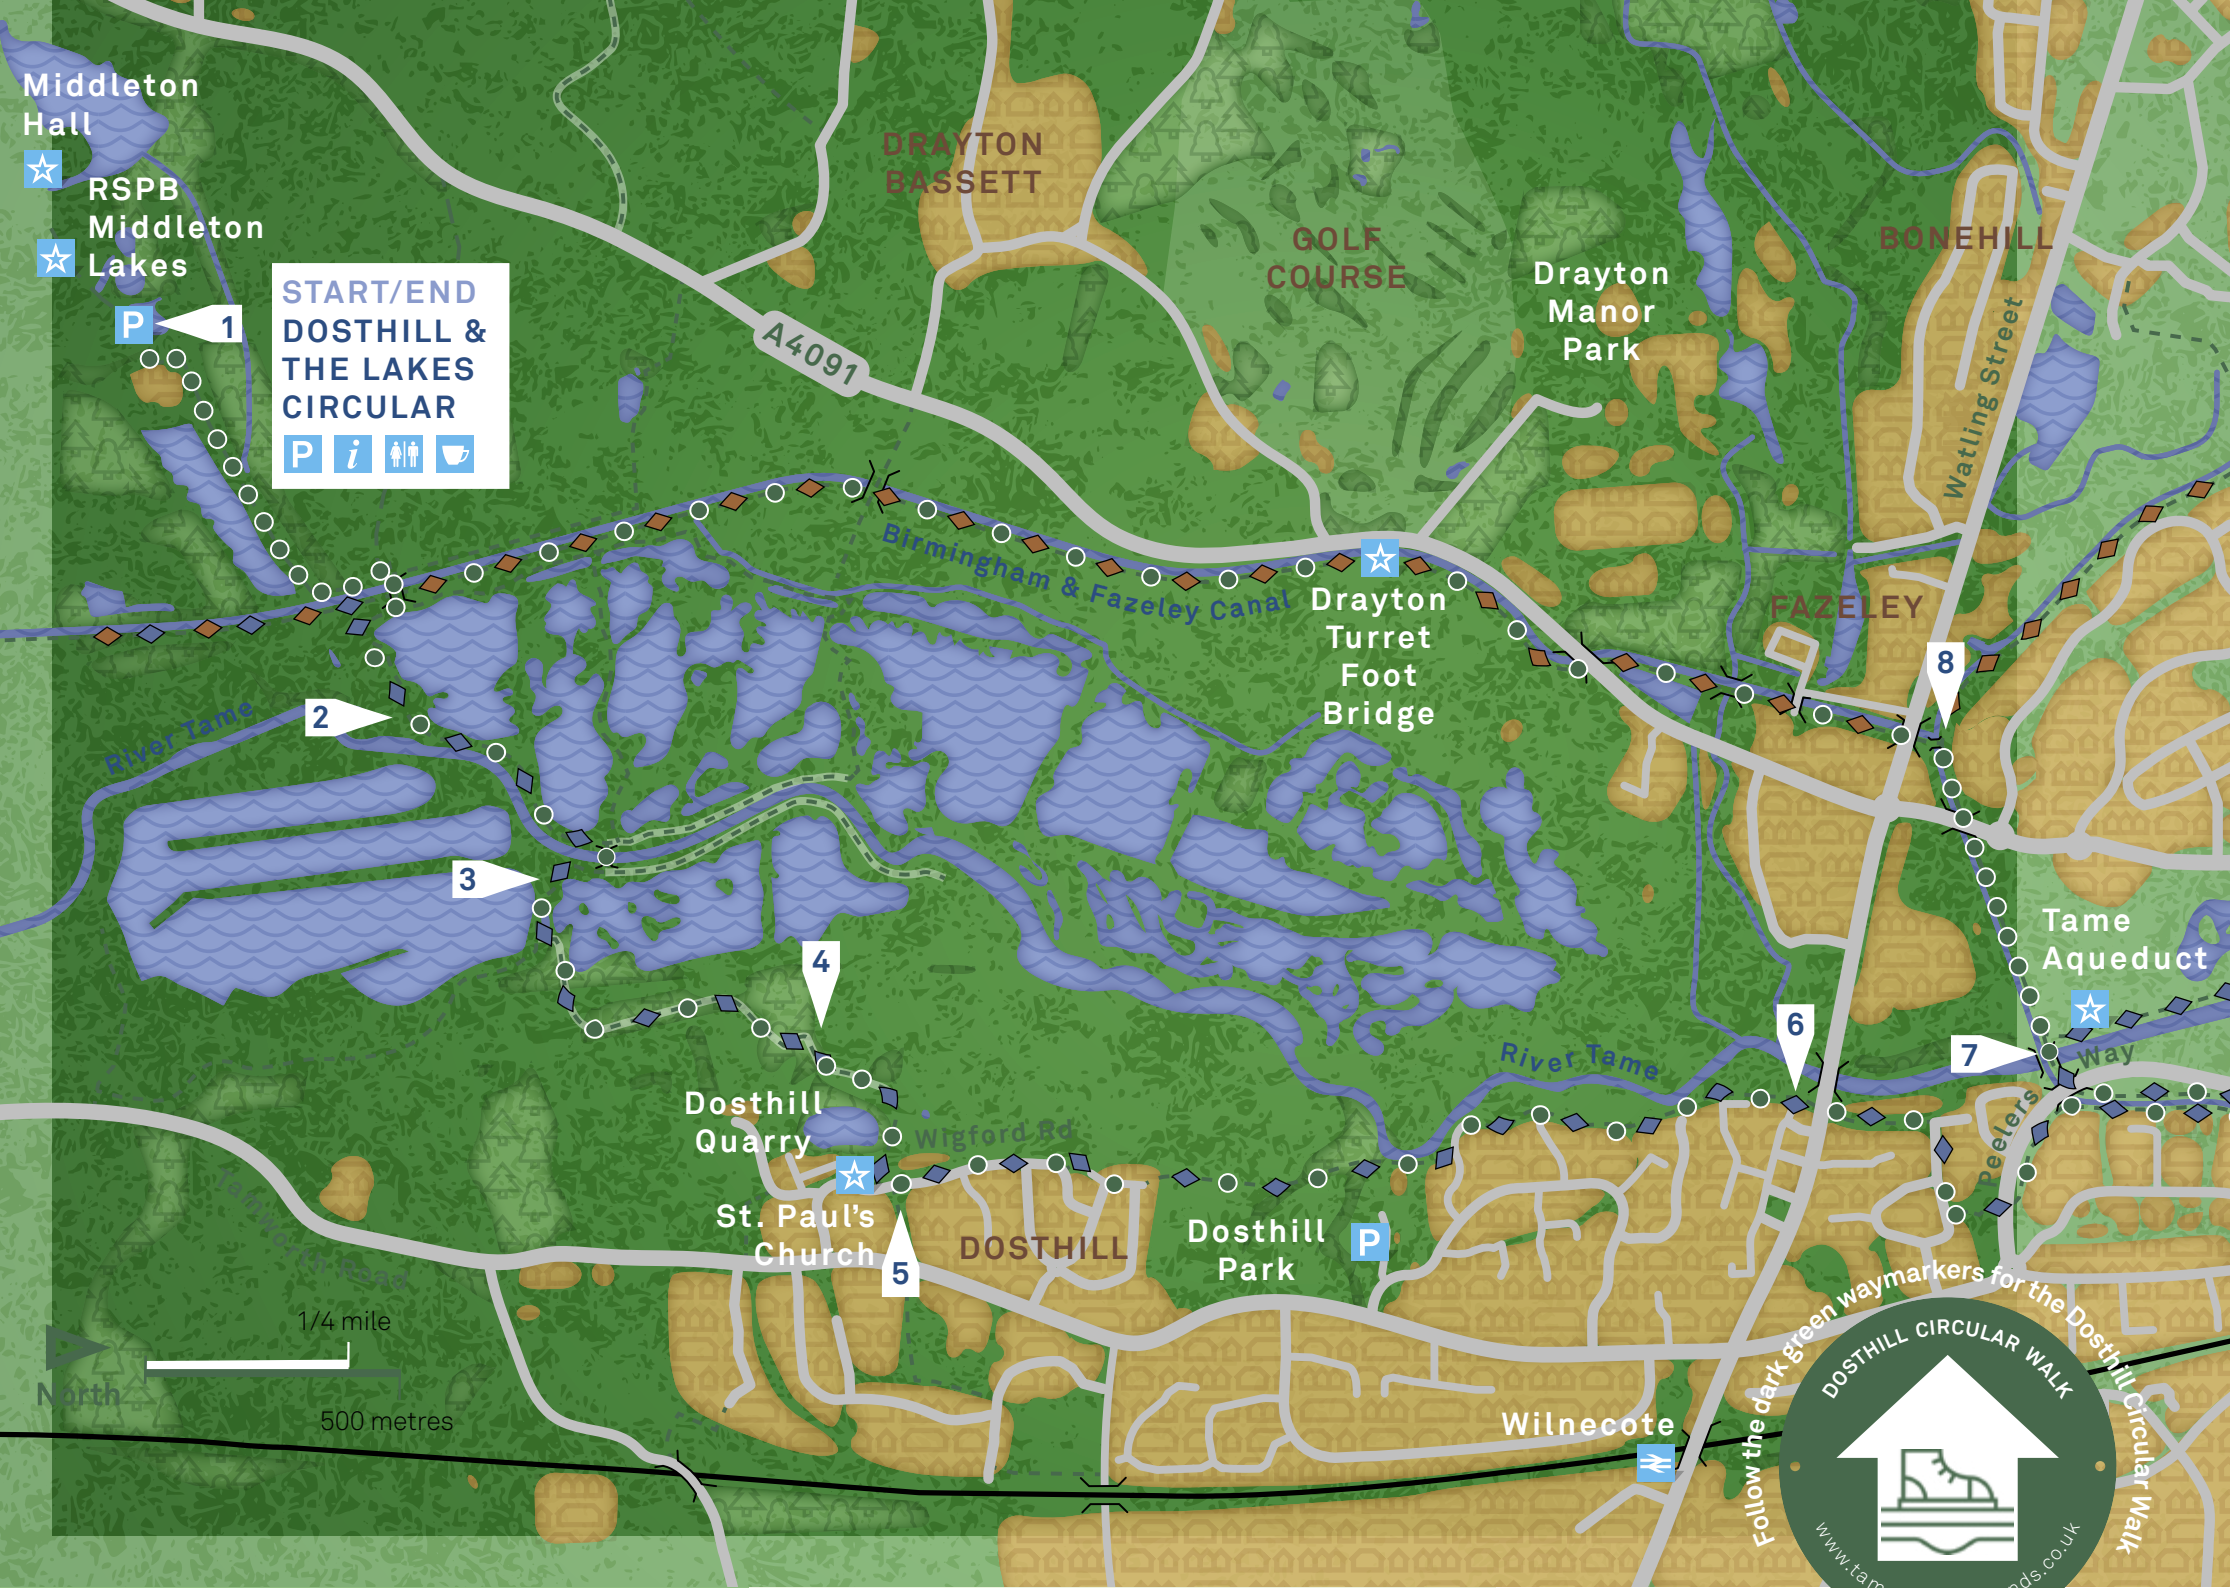 Middleton
Hall
RSPB
Middleton
Lakes
P
1
START/END
DOSTHILL &
THE LAKES
CIRCULAR
P i
DRAYTON
BASSETT
A4091
GOLF
COURSE
Drayton
Manor
Park
BONEHILL
Watling Street
FAZELEY
8
Birmingham & Fazeley Canal
Drayton
Turret
Foot
Bridge
River Tame
2
3
4
Tame
Aqueduct
6
7
River Tame
Peelers Way
Dosthill
Quarry
Wigford Rd
St. Paul's
Church
5
DOSTHILL
Dosthill
Park
P
Tamworth Road
1/4 mile
500 metres
North
Wilnecote
Follow the dark green waymarkers for the Dosthill Circular Walk
DOSTHILL CIRCULAR WALK